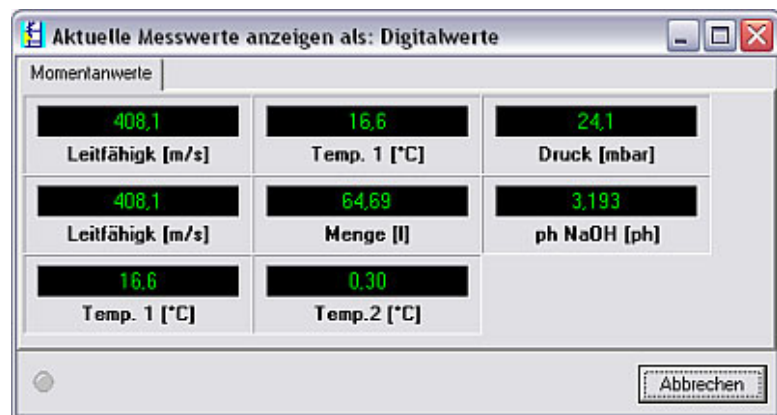 Aktuelle Messwerte anzeigen als: Digitalwerte
Momentanwerte
408,1 16,6 24,1
Leitfähigk [m/s] Temp. 1 [°C] Druck [mbar]
408,1 64,69 3,193
Leitfähigk [m/s] Menge [l] ph NaOH [ph]
16,6 0,30
Temp. 1 [°C] Temp.2 [°C]
Abbrechen